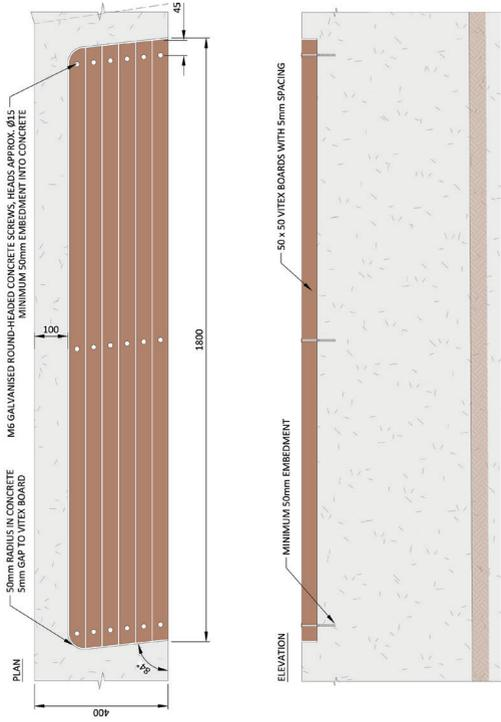 PLAN
50mm RADIUS IN CONCRETE
5mm GAP TO VITEX BOARD
M6 GALVANISED ROUND-HEADED CONCRETE SCREWS, HEADS APPROX. Ø15
MINIMUM 50mm EMBEDMENT INTO CONCRETE
45
100
1800
84°
400
ELEVATION
MINIMUM 50mm EMBEDMENT
50 x 50 VITEX BOARDS WITH 5mm SPACING